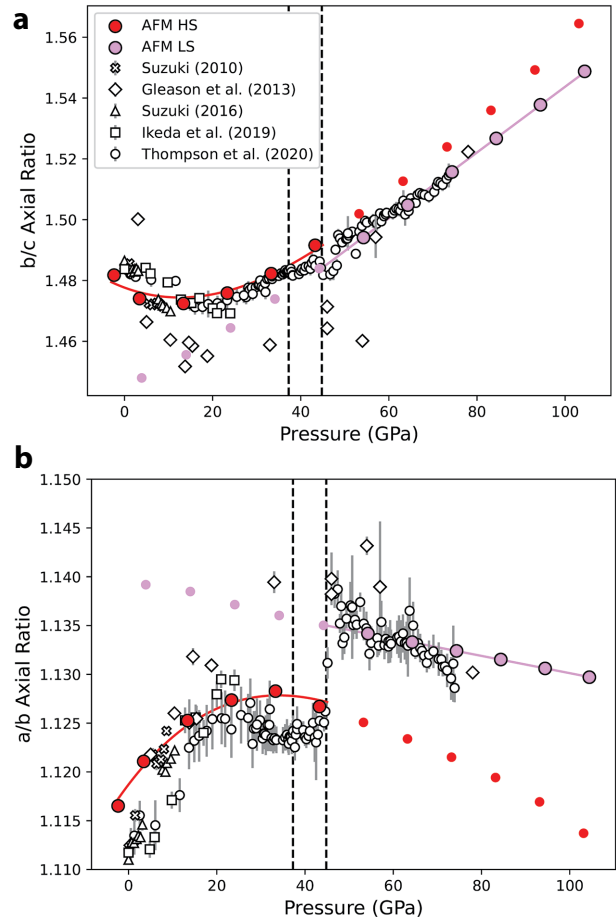 a
1.56
1.54
1.52
1.50
1.48
1.46
b/c Axial Ratio
AFM HS
AFM LS
Suzuki (2010)
Gleason et al. (2013)
Suzuki (2016)
Ikeda et al. (2019)
Thompson et al. (2020)
0 20 40 60 80 100
Pressure (GPa)
b
1.150
1.145
1.140
1.135
1.130
1.125
1.120
1.115
1.110
a/b Axial Ratio
0 20 40 60 80 100
Pressure (GPa)